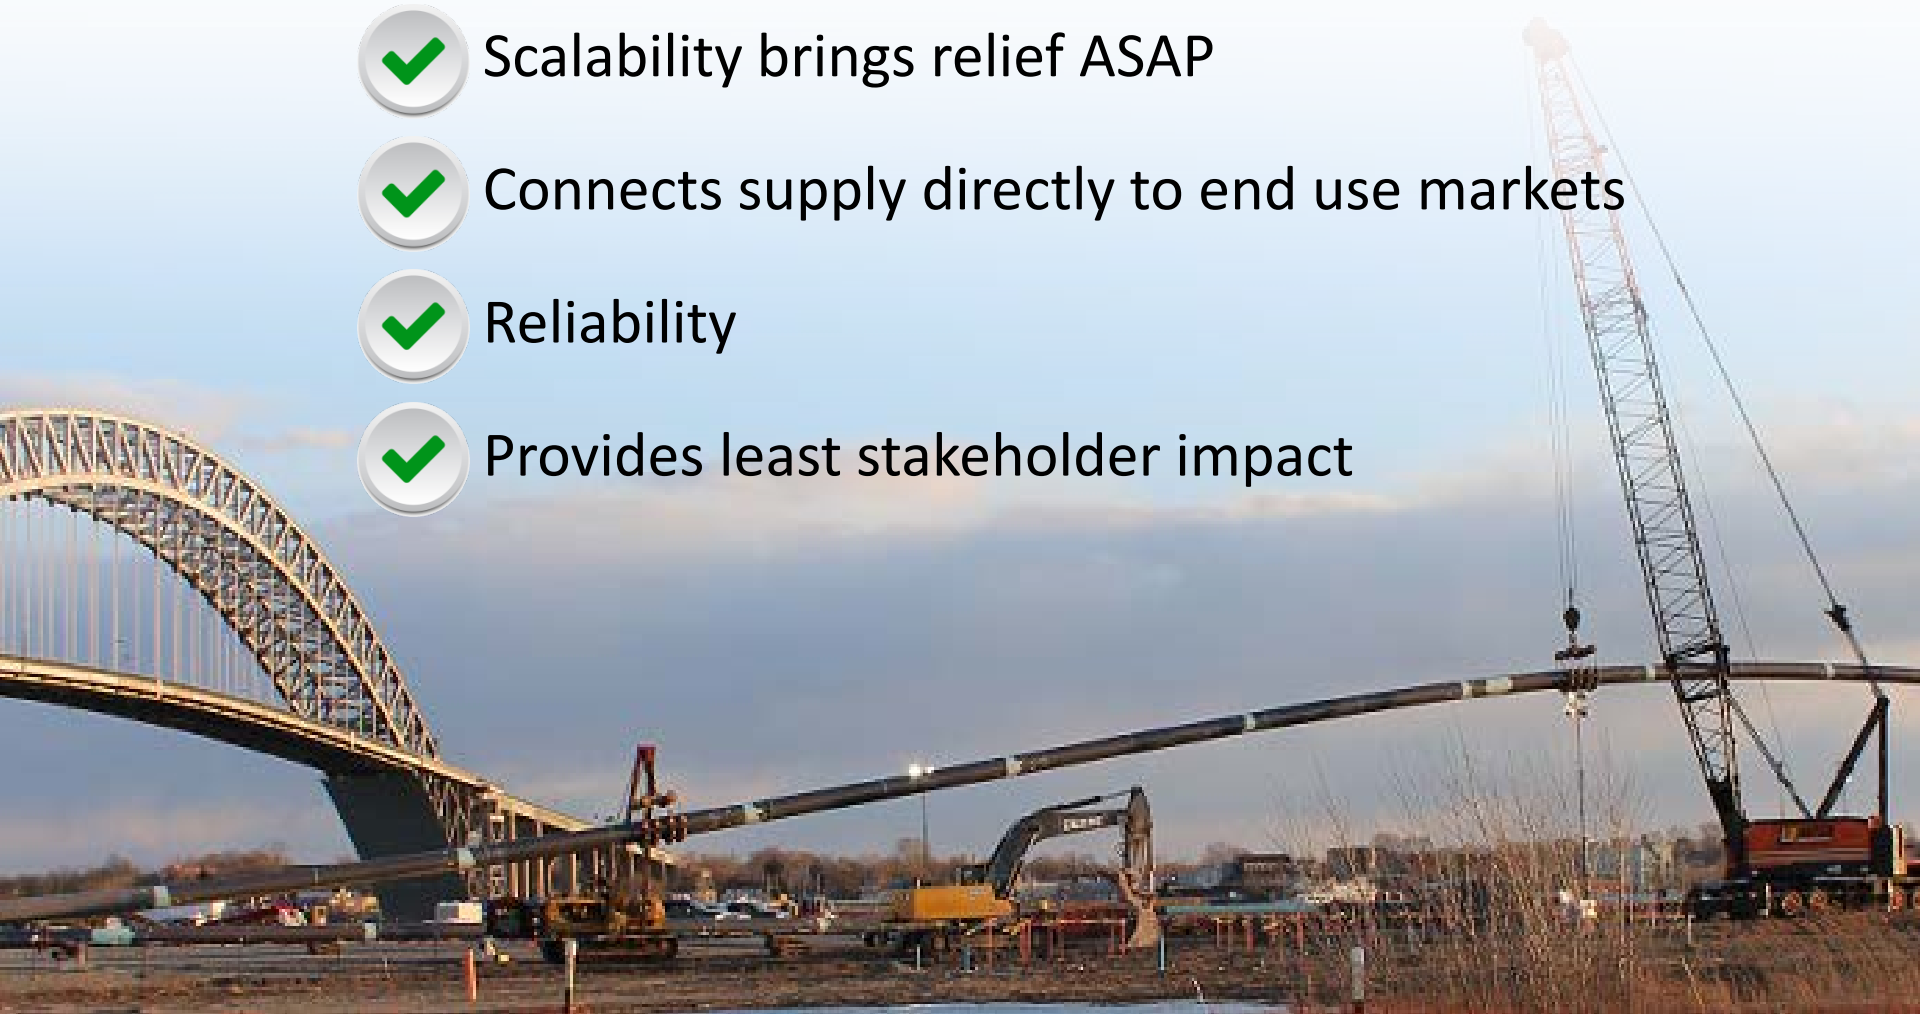 Scalability brings relief ASAP
Connects supply directly to end use markets
Reliability
Provides least stakeholder impact